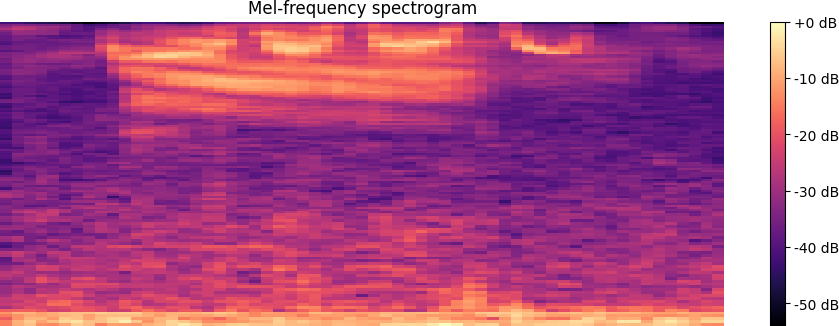 Mel-frequency spectrogram
+0 dB
-10 dB
-20 dB
-30 dB
-40 dB
-50 dB